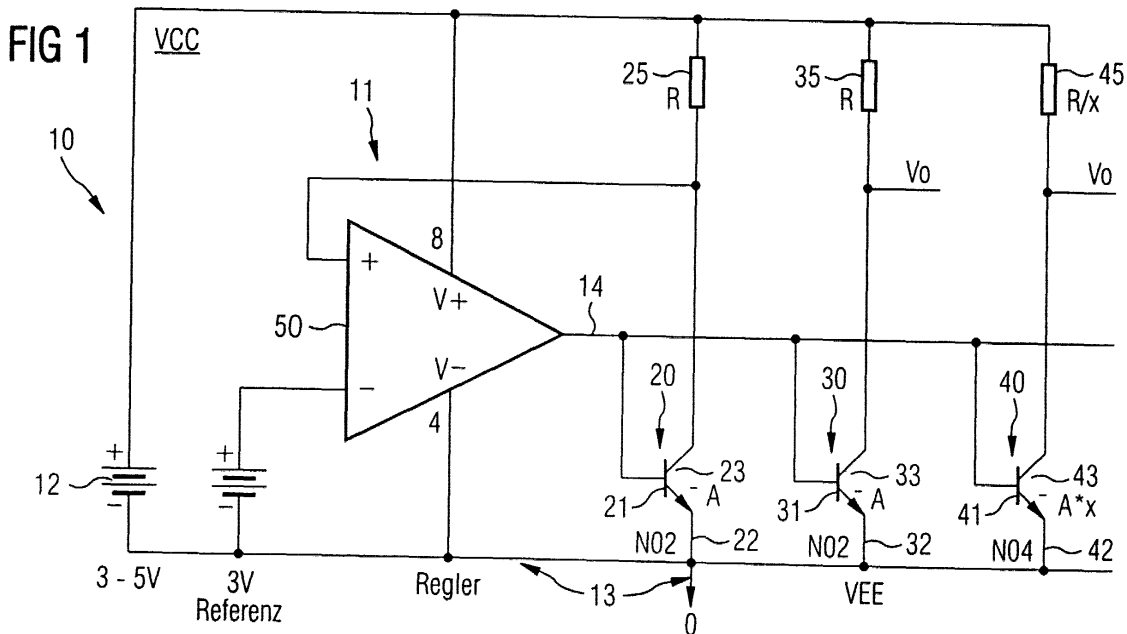 FIG 1
VCC
10
11
25
R
35
R
45
R/x
Vo
Vo
8
+
V+
50
14
V-
-
4
20
30
40
+
12
-
+
-
23
- A
21
33
- A
31
43
- A*x
41
N02
22
N02
32
N04
42
3 - 5V
3V
Referenz
Regler
13
0
VEE